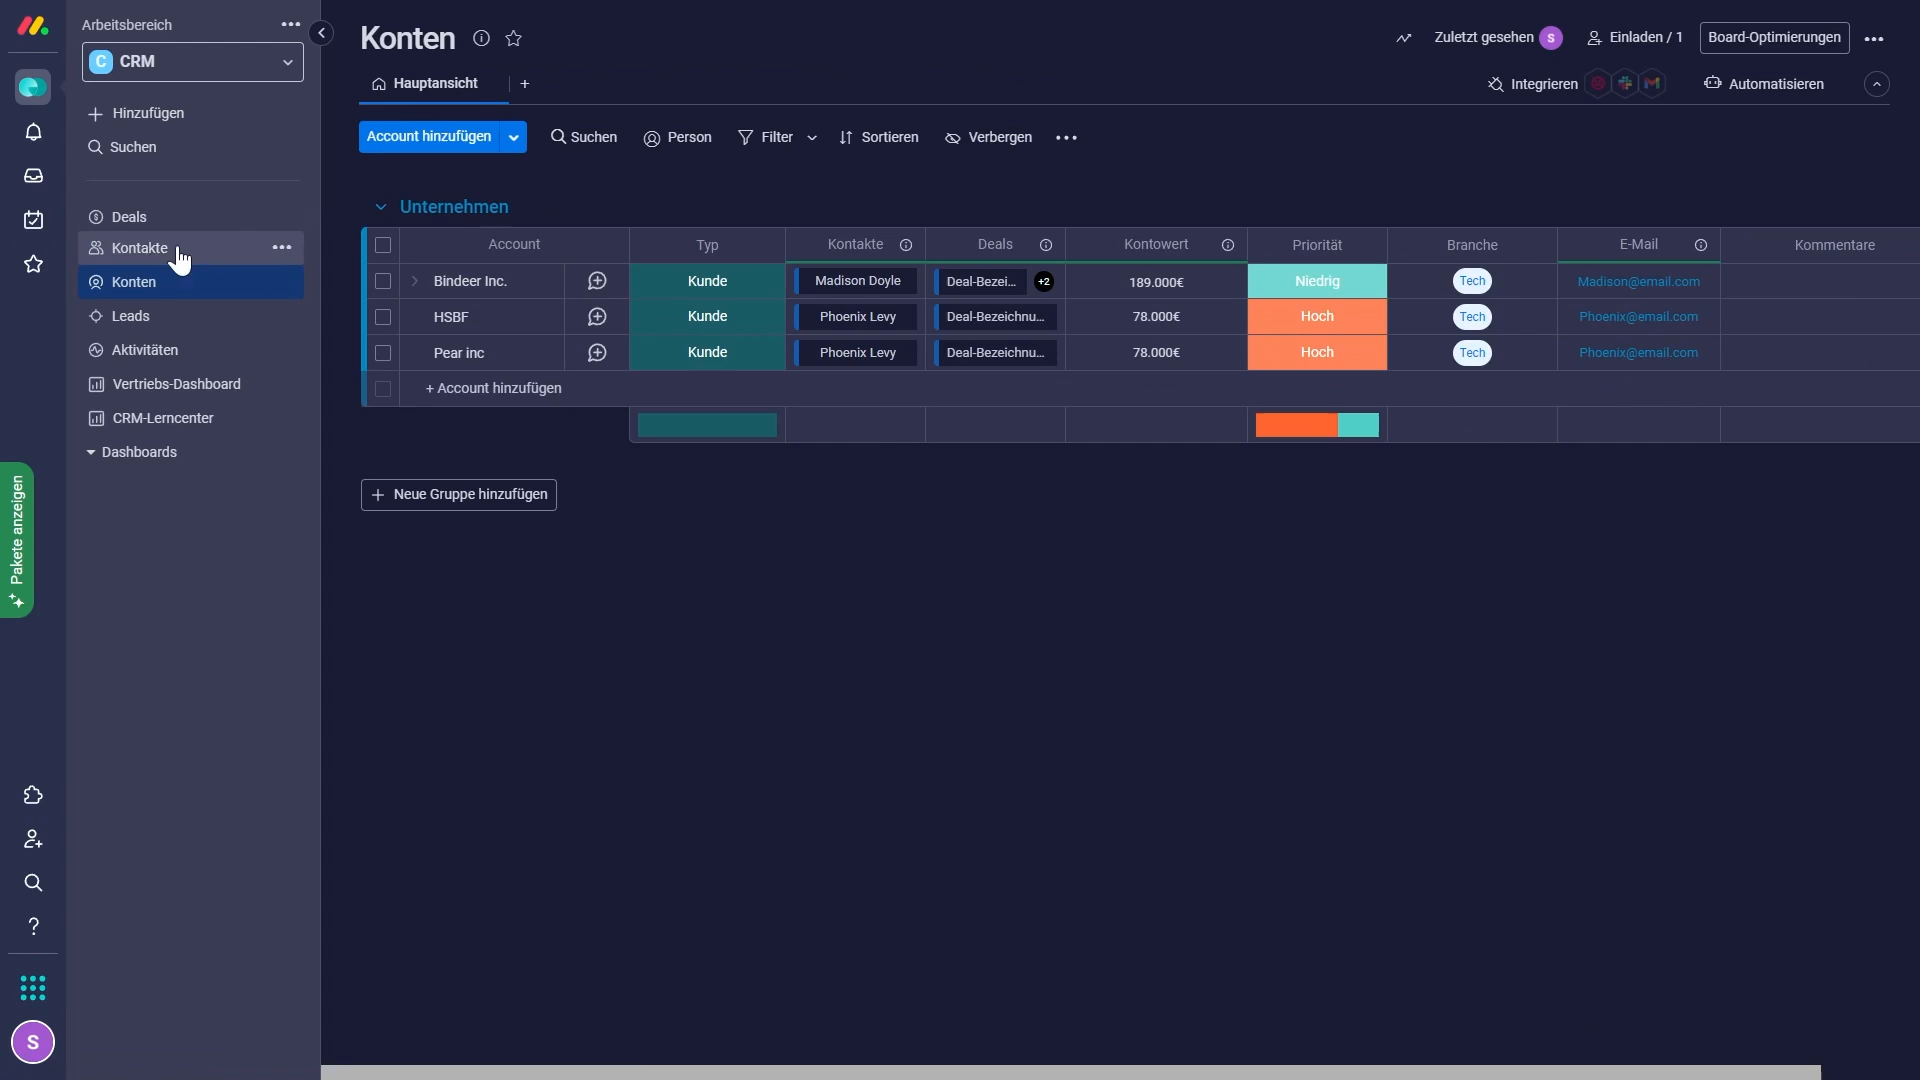 Arbeitsbereich
C CRM
Hinzufügen
Suchen
Deals
Kontakte
Konten
Leads
Aktivitäten
Vertriebs-Dashboard
CRM-Lerncenter
Dashboards
Pakete anzeigen
S
Konten
Zuletzt gesehen S
Einladen / 1
Board-Optimierungen
Hauptansicht
Integrieren
Automatisieren
Account hinzufügen
Suchen
Person
Filter
Sortieren
Verbergen
Unternehmen
Account Typ Kontakte Deals Kontowert Priorität Branche E-Mail Kommentare
Bindeer Inc. Kunde Madison Doyle Deal-Bezei... +2 189.000€ Niedrig Tech Madison@email.com
HSBF Kunde Phoenix Levy Deal-Bezeichnu... 78.000€ Hoch Tech Phoenix@email.com
Pear inc Kunde Phoenix Levy Deal-Bezeichnu... 78.000€ Hoch Tech Phoenix@email.com
+ Account hinzufügen
Neue Gruppe hinzufügen